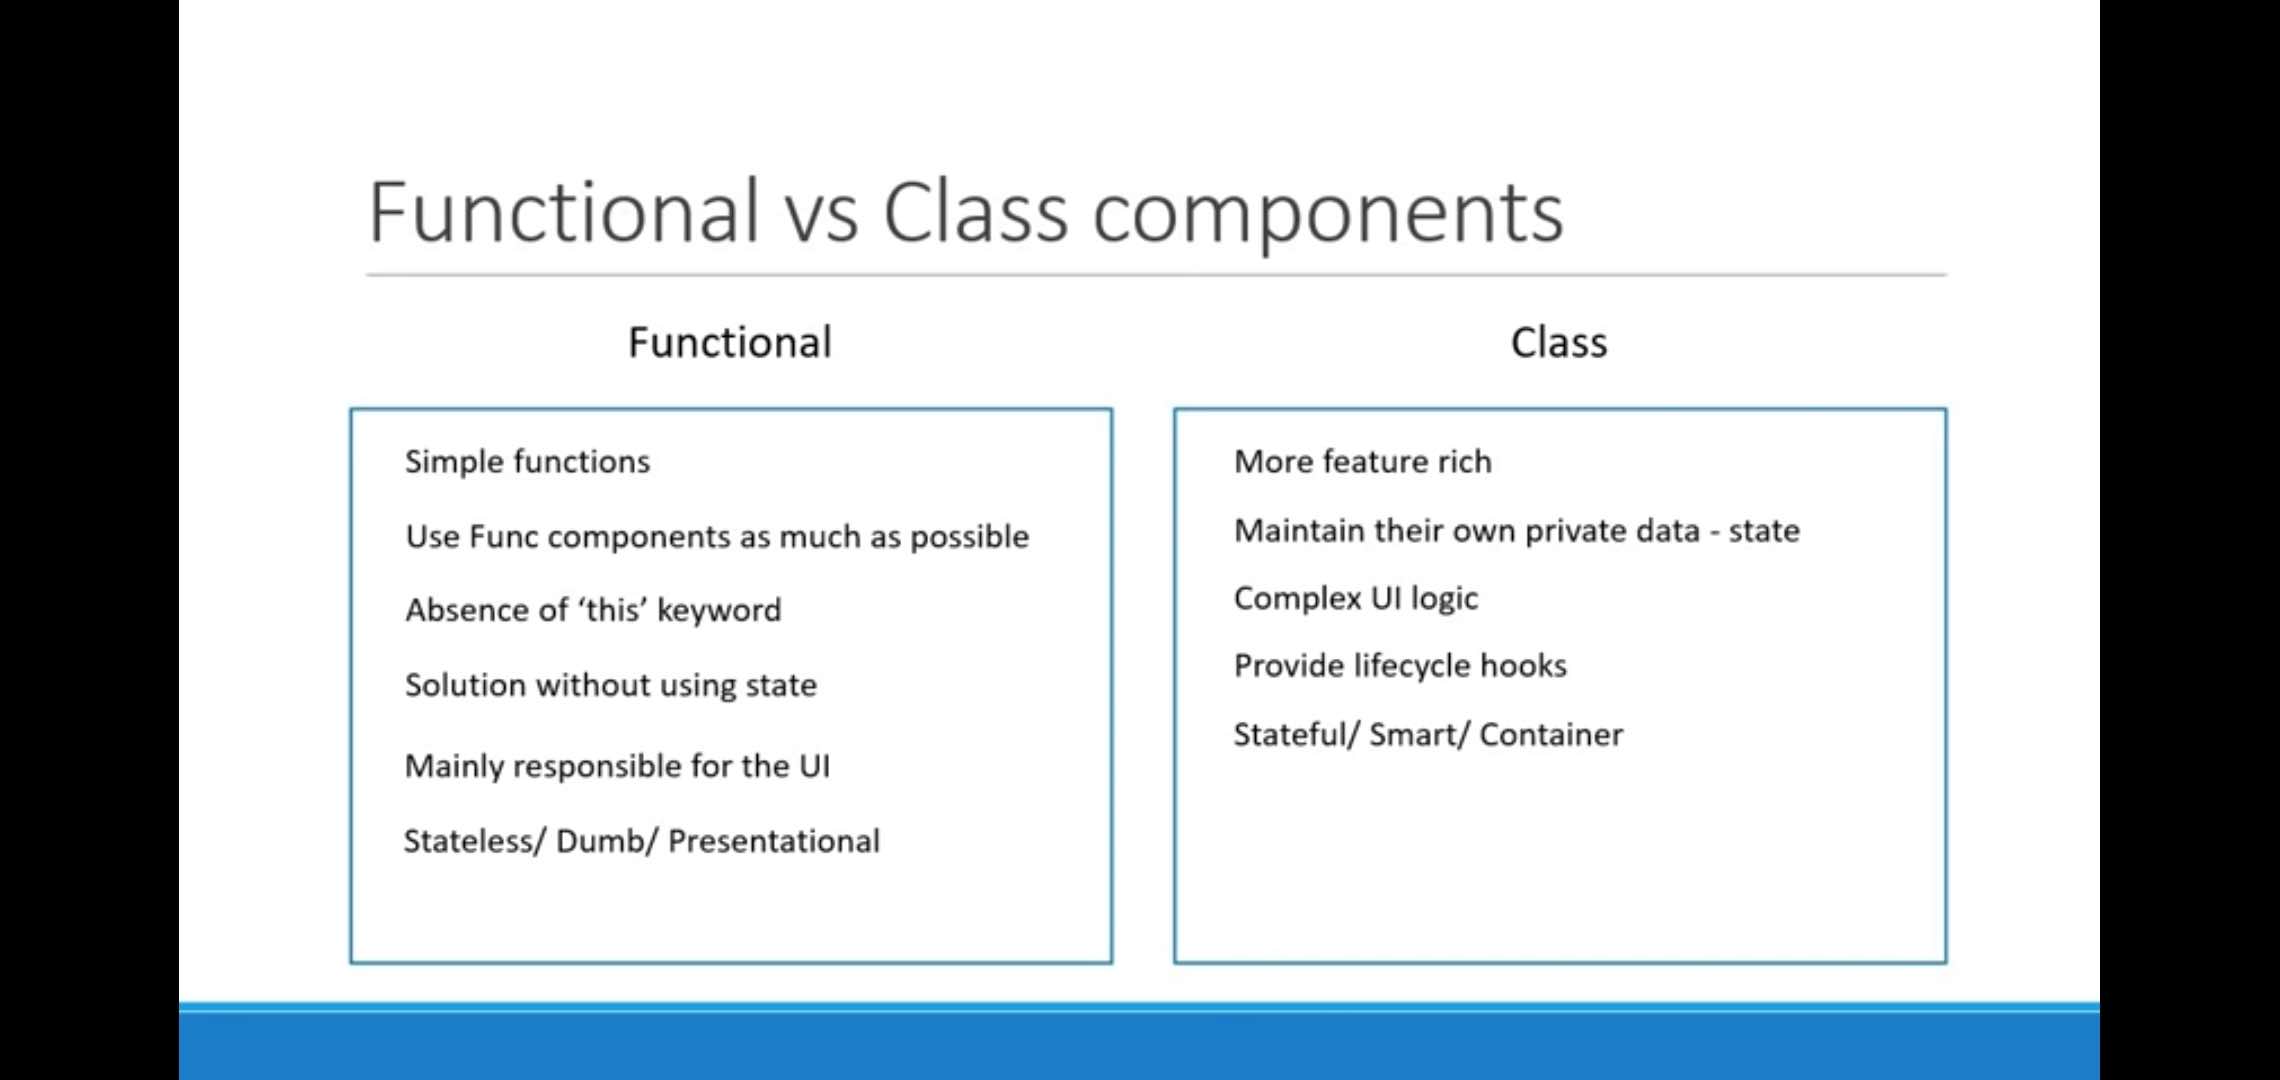 Functional vs Class components
Functional
Simple functions
Use Func components as much as possible
Absence of ‘this’ keyword
Solution without using state
Mainly responsible for the UI
Stateless/ Dumb/ Presentational
Class
More feature rich
Maintain their own private data - state
Complex UI logic
Provide lifecycle hooks
Stateful/ Smart/ Container